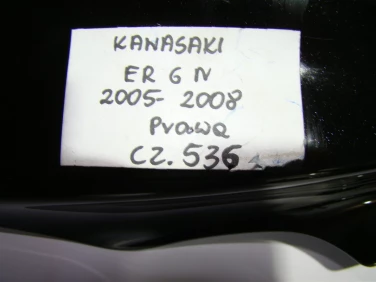 KAWASAKI
ER 6 N
2005- 2008
Prawa
CZ. 536